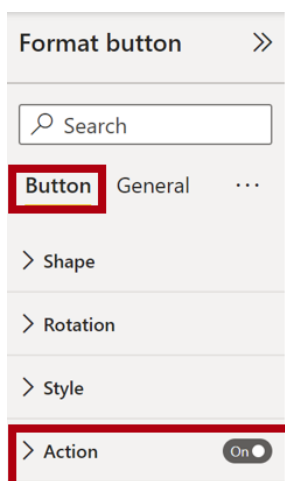 Format button
Search
Button General ...
Shape
Rotation
Style
Action On